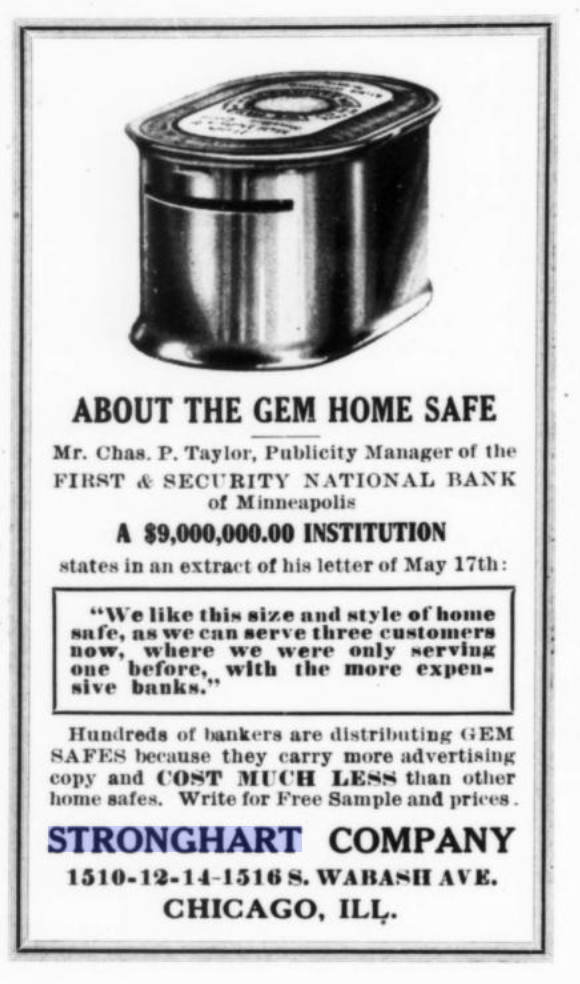 ABOUT THE GEM HOME SAFE
Mr. Chas. P. Taylor, Publicity Manager of the
FIRST & SECURITY NATIONAL BANK
of Minneapolis
A $9,000,000.00 INSTITUTION
states in an extract of his letter of May 17th:
"We like this size and style of home
safe, as we can serve three customers
now, where we were only serving
one before, with the more expen-
sive banks."
Hundreds of bankers are distributing GEM
SAFES because they carry more advertising
copy and COST MUCH LESS than other
home safes. Write for Free Sample and prices.
STRONGHART COMPANY
1510-12-14-1516 S. WABASH AVE.
CHICAGO, ILL.